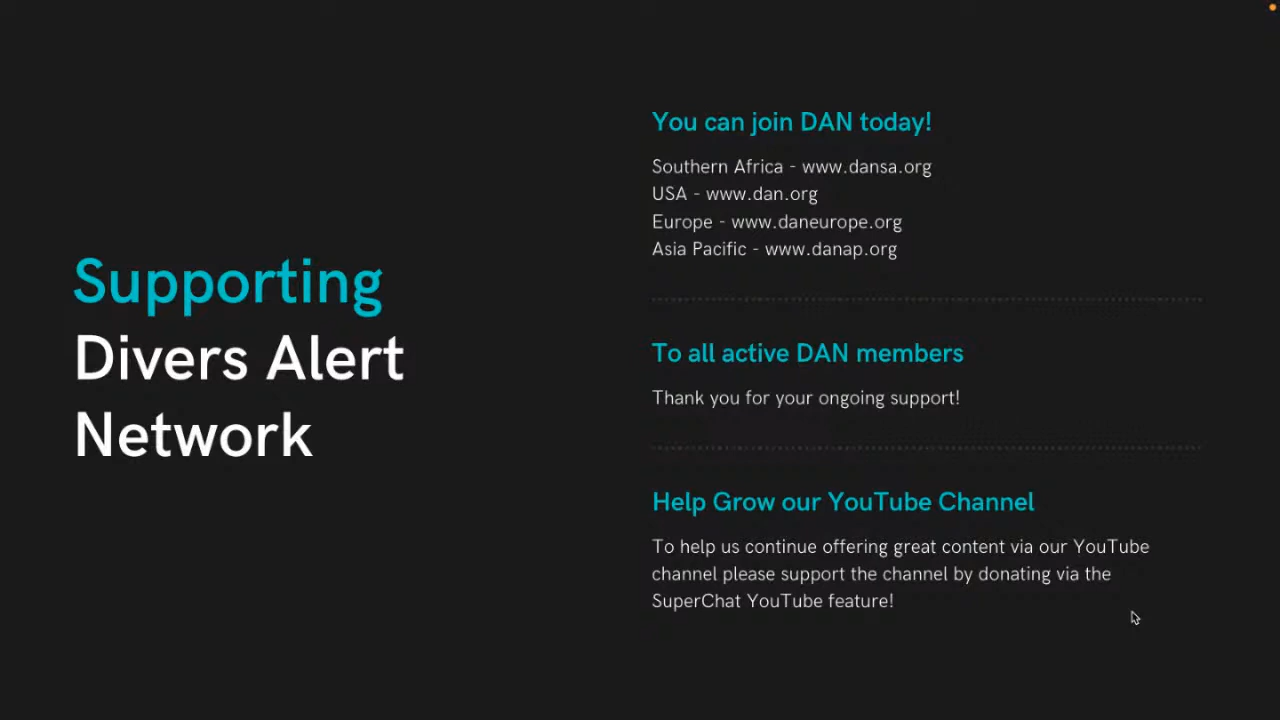 Supporting
Divers Alert
Network
You can join DAN today!
Southern Africa - www.dansa.org
USA - www.dan.org
Europe - www.daneurope.org
Asia Pacific - www.danap.org
To all active DAN members
Thank you for your ongoing support!
Help Grow our YouTube Channel
To help us continue offering great content via our YouTube
channel please support the channel by donating via the
SuperChat YouTube feature!